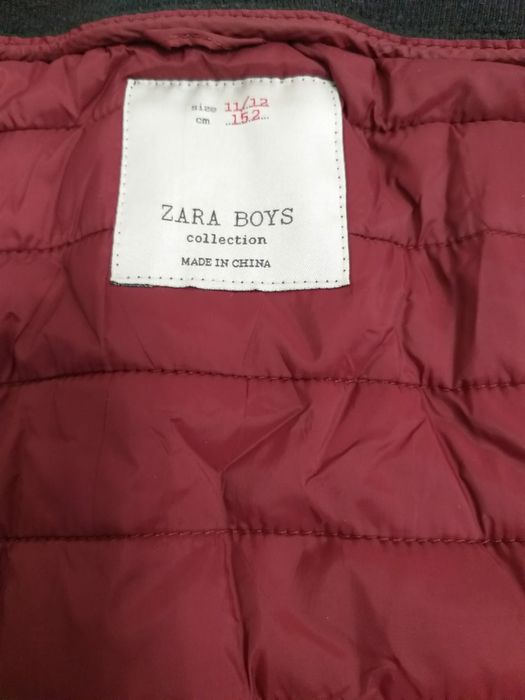 size 11/12
cm ...152...
ZARA BOYS
collection
MADE IN CHINA